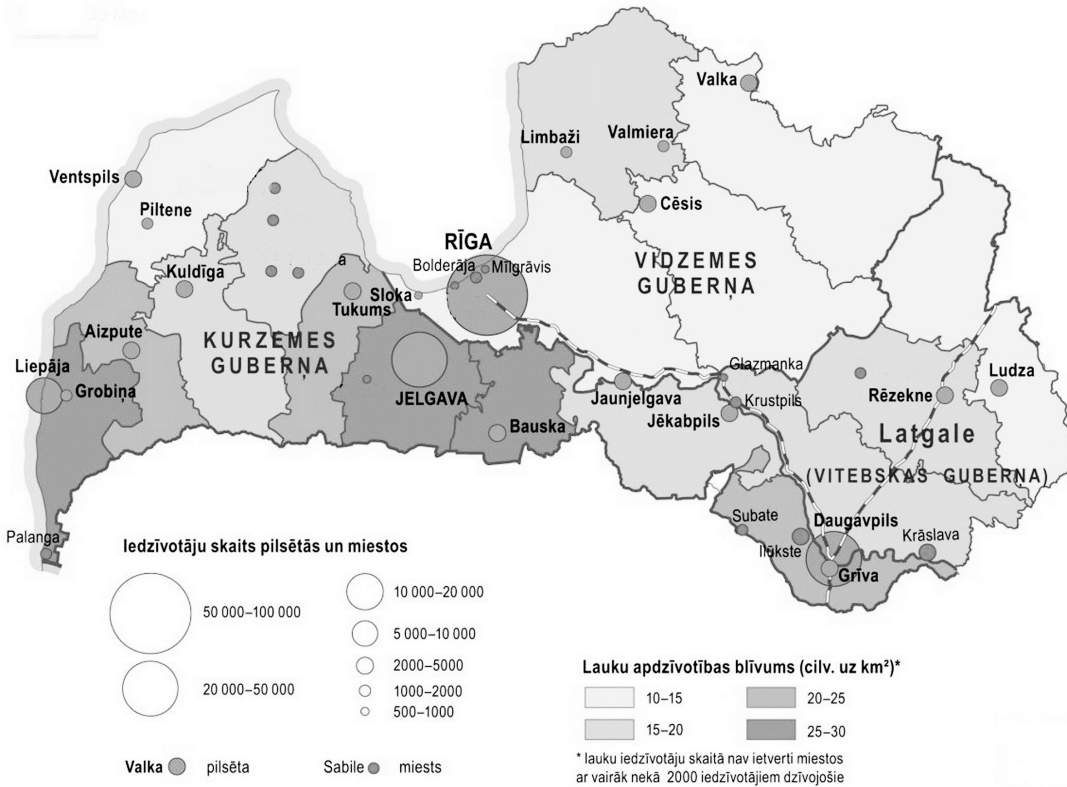 Valka
Limbaži
Valmiera
Ventspils
Cēsis
Piltene
RĪGA
Bolderāja
Mīlgrāvis
VIDZEMES
GUBERŅA
Kuldīga
a
Sloka
Tukums
Aizpute
KURZEMES
GUBERŅA
Liepāja
Grobiņa
JELGAVA
Glazmanka
Ludza
Jaunjelgava
Krustpils
Rēzekne
Jēkabpils
Bauska
Latgale
(VITEBSKAS GUBERŅA)
Subate
Daugavpils
Palanga
Ilūkste
Krāslava
Grīva
Iedzīvotāju skaits pilsētās un miestos
50 000–100 000
20 000–50 000
10 000–20 000
5 000–10 000
2000–5000
1000–2000
500–1000
Valka pilsēta
Sabile miests
Lauku apdzīvotības blīvums (cilv. uz km²)*
10–15
20–25
15–20
25–30
* lauku iedzīvotāju skaitā nav ietverti miestos
ar vairāk nekā 2000 iedzīvotājiem dzīvojošie